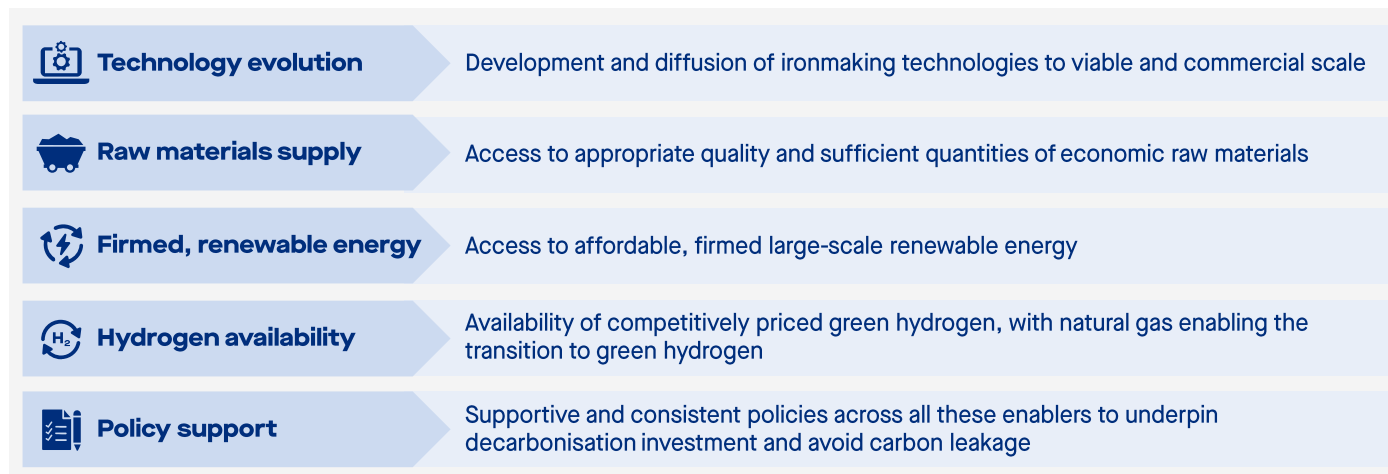 Technology evolution
Development and diffusion of ironmaking technologies to viable and commercial scale
Raw materials supply
Access to appropriate quality and sufficient quantities of economic raw materials
Firmed, renewable energy
Access to affordable, firmed large-scale renewable energy
H₂
Hydrogen availability
Availability of competitively priced green hydrogen, with natural gas enabling the
transition to green hydrogen
Policy support
Supportive and consistent policies across all these enablers to underpin
decarbonisation investment and avoid carbon leakage